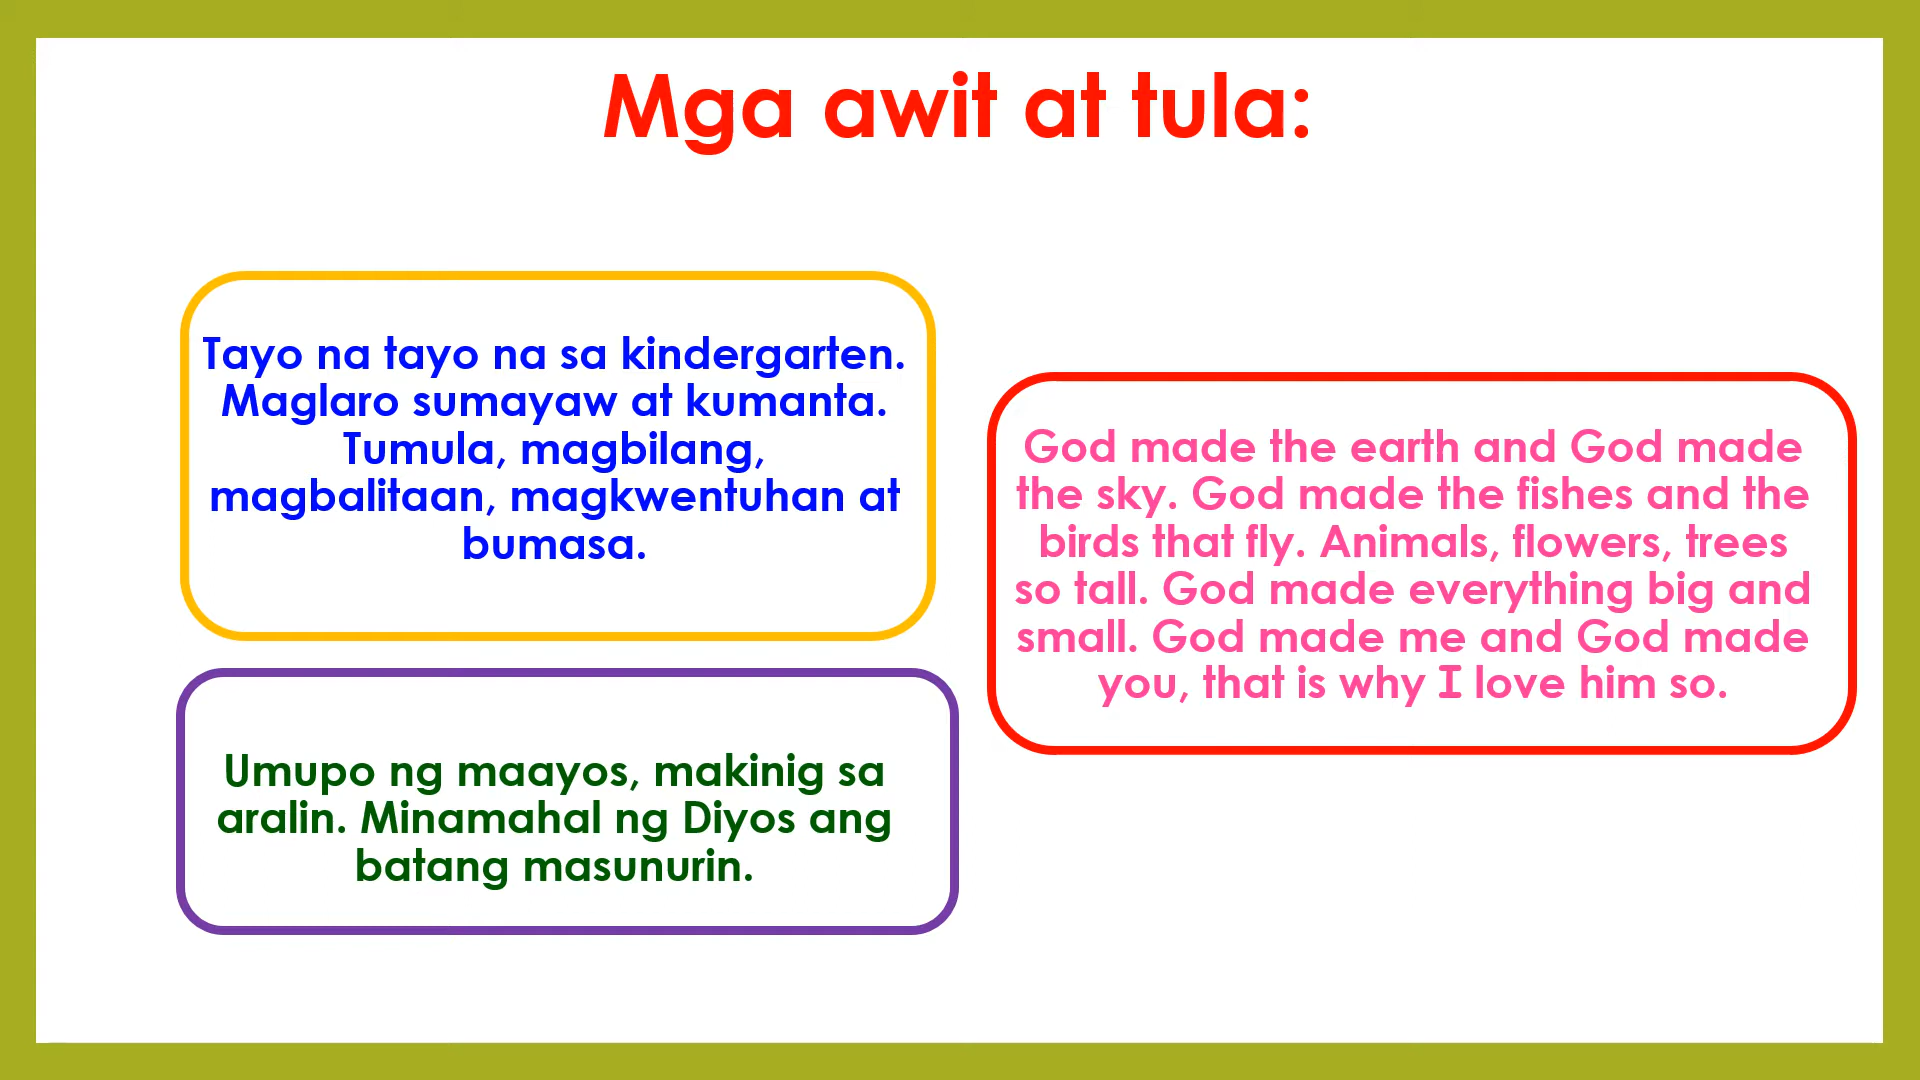 Mga awit at tula:
Tayo na tayo na sa kindergarten.
Maglaro sumayaw at kumanta.
Tumula, magbilang,
magbalitaan, magkwentuhan at
bumasa.
Umupo ng maayos, makinig sa
aralin. Minamahal ng Diyos ang
batang masunurin.
God made the earth and God made
the sky. God made the fishes and the
birds that fly. Animals, flowers, trees
so tall. God made everything big and
small. God made me and God made
you, that is why I love him so.